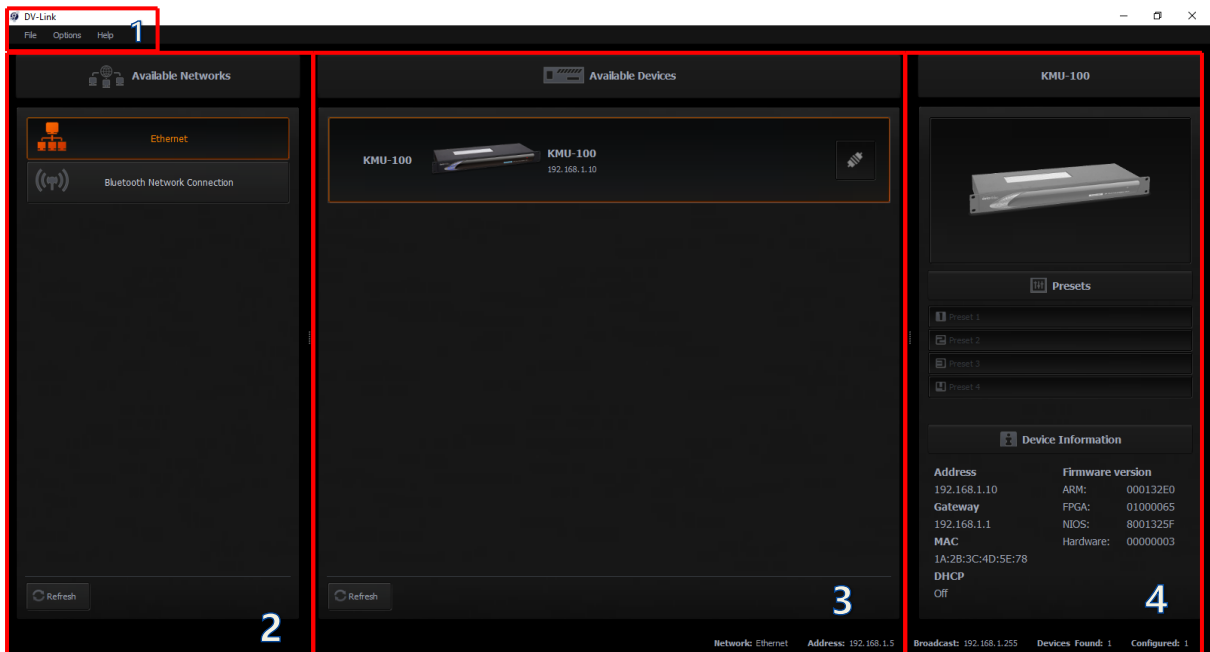 DV-Link
File Options Help
1
Available Networks
Ethernet
Bluetooth Network Connection
Refresh
2
Available Devices
KMU-100
KMU-100
192.168.1.10
Refresh
3
KMU-100
Presets
1 Preset 1
2 Preset 2
3 Preset 3
4 Preset 4
Device Information
Address
192.168.1.10
Gateway
192.168.1.1
MAC
1A:2B:3C:4D:5E:78
DHCP
Off
Firmware version
ARM: 000132E0
FPGA: 01000065
NIOS: 8001325F
Hardware: 00000003
4
Network: Ethernet Address: 192.168.1.5 Broadcast: 192.168.1.255 Devices Found: 1 Configured: 1